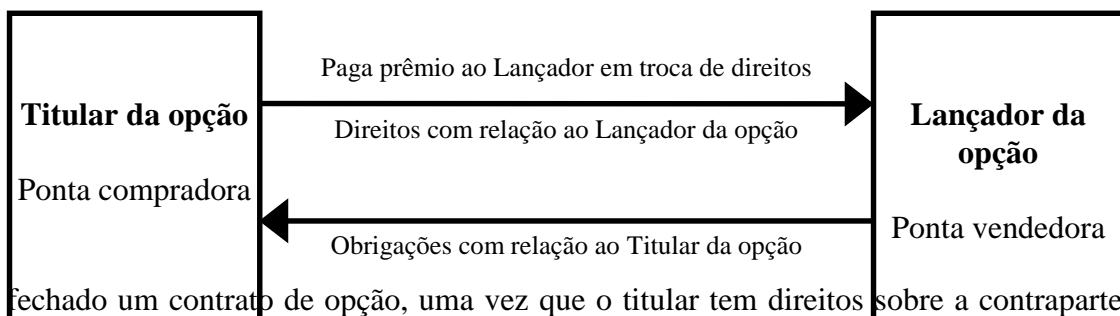 Paga prêmio ao Lançador em troca de direitos
Titular da opção
Direitos com relação ao Lançador da opção
Lançador da
opção
Ponta compradora
Ponta vendedora
Obrigações com relação ao Titular da opção
fechado um contrato de opção, uma vez que o titular tem direitos sobre a contraparte